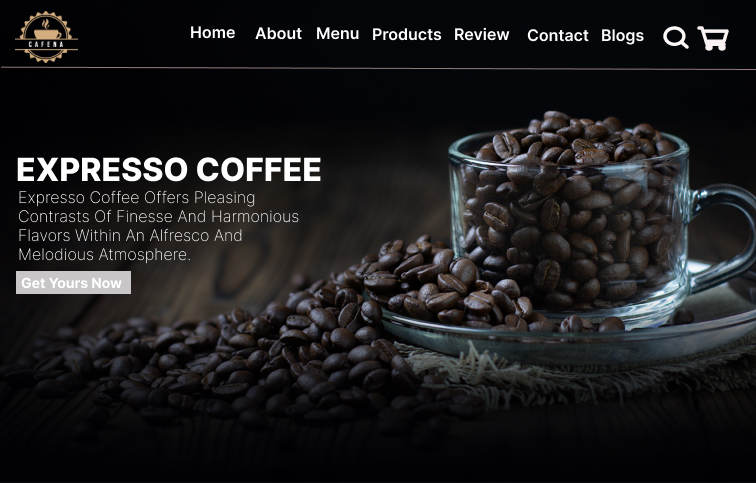 CAFENA
Home About Menu Products Review Contact Blogs
EXPRESSO COFFEE
Expresso Coffee Offers Pleasing
Contrasts Of Finesse And Harmonious
Flavors Within An Alfresco And
Melodious Atmosphere.
Get Yours Now